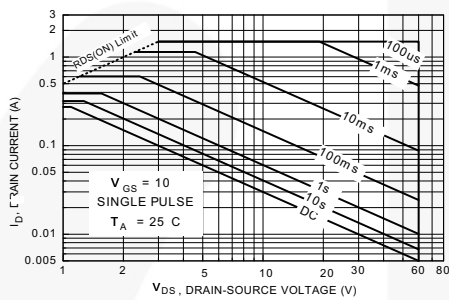 3
2
1
0.5
0.1
0.05
0.01
0.005
I D, DRAIN CURRENT (A)
RDS(ON) Limit
100us
1ms
10ms
100ms
1s
10s
DC
V GS = 10
SINGLE PULSE
T A = 25 C
1 2 5 10 20 30 60 80
V DS , DRAIN-SOURCE VOLTAGE (V)